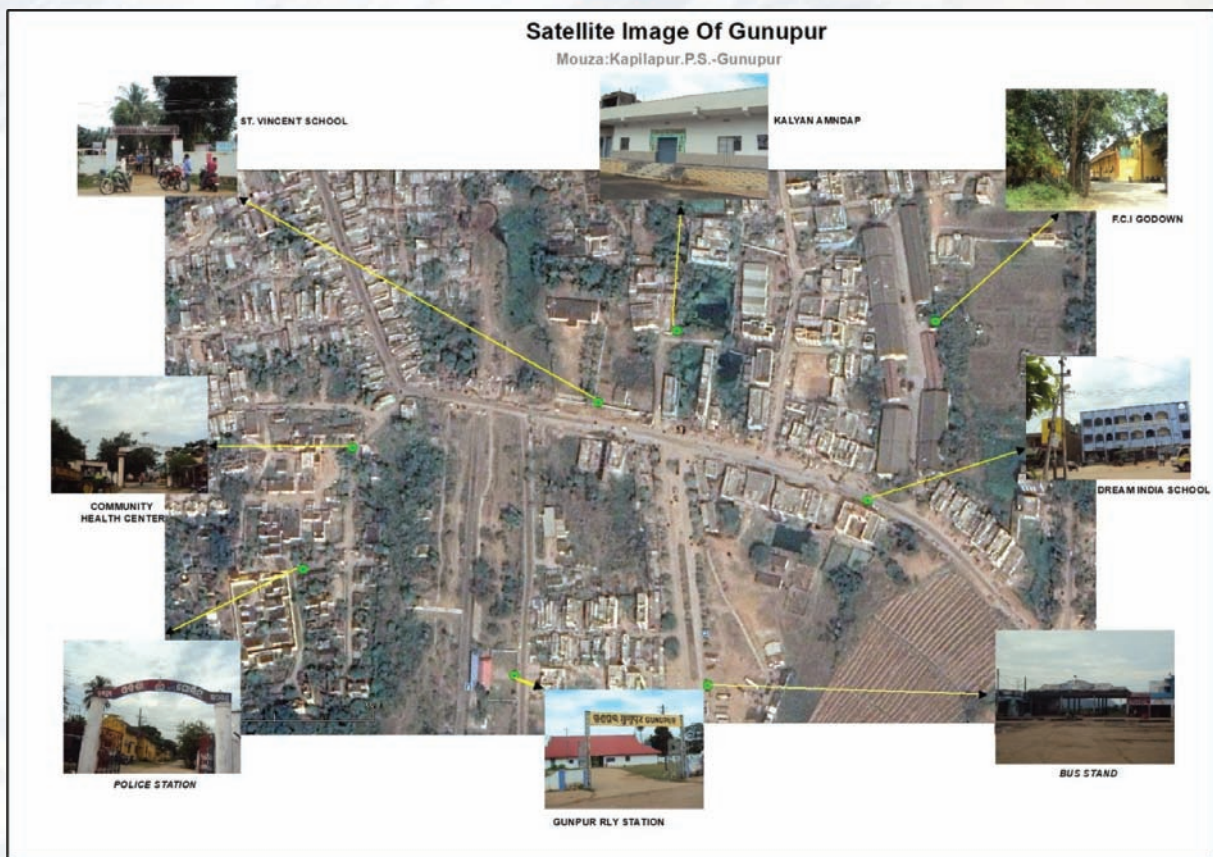 Satellite Image Of Gunupur
Mouza:Kapilapur.P.S.-Gunupur
ST. VINCENT SCHOOL
KALYAN AMNDAP
F.C.I GODOWN
COMMUNITY
HEALTH CENTER
DREAM INDIA SCHOOL
POLICE STATION
GUNUPUR
GUNPUR RLY STATION
BUS STAND